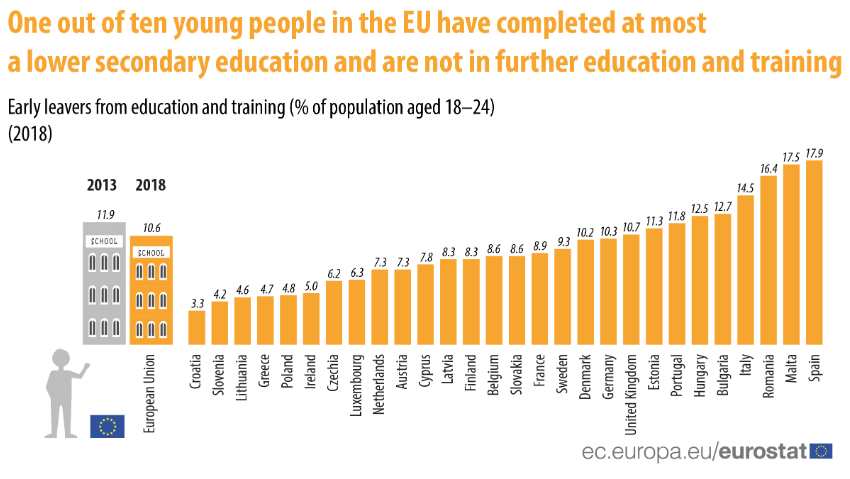 One out of ten young people in the EU have completed at most
a lower secondary education and are not in further education and training
Early leavers from education and training (% of population aged 18–24)
(2018)
2013 2018
11.9 10.6
SCHOOL SCHOOL
3.3 4.2 4.6 4.7 4.8 5.0 6.2 6.3 7.3 7.3 7.8 8.3 8.3 8.6 8.6 8.9 9.3 10.2 10.3 10.7 11.3 11.8 12.5 12.7 14.5 16.4 17.5 17.9
European Union
Croatia
Slovenia
Lithuania
Greece
Poland
Ireland
Czechia
Luxembourg
Netherlands
Austria
Cyprus
Latvia
Finland
Belgium
Slovakia
France
Sweden
Denmark
Germany
United Kingdom
Estonia
Portugal
Hungary
Bulgaria
Italy
Romania
Malta
Spain
ec.europa.eu/eurostat